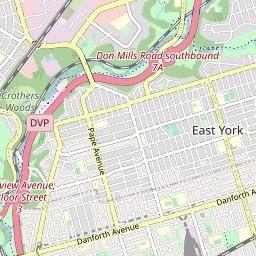 Don Mills Road southbound
7A
Crothers
Woods
DVP
Pape Avenue
East York
view Avenue;
loor Street
3
Danforth
Danforth Avenue